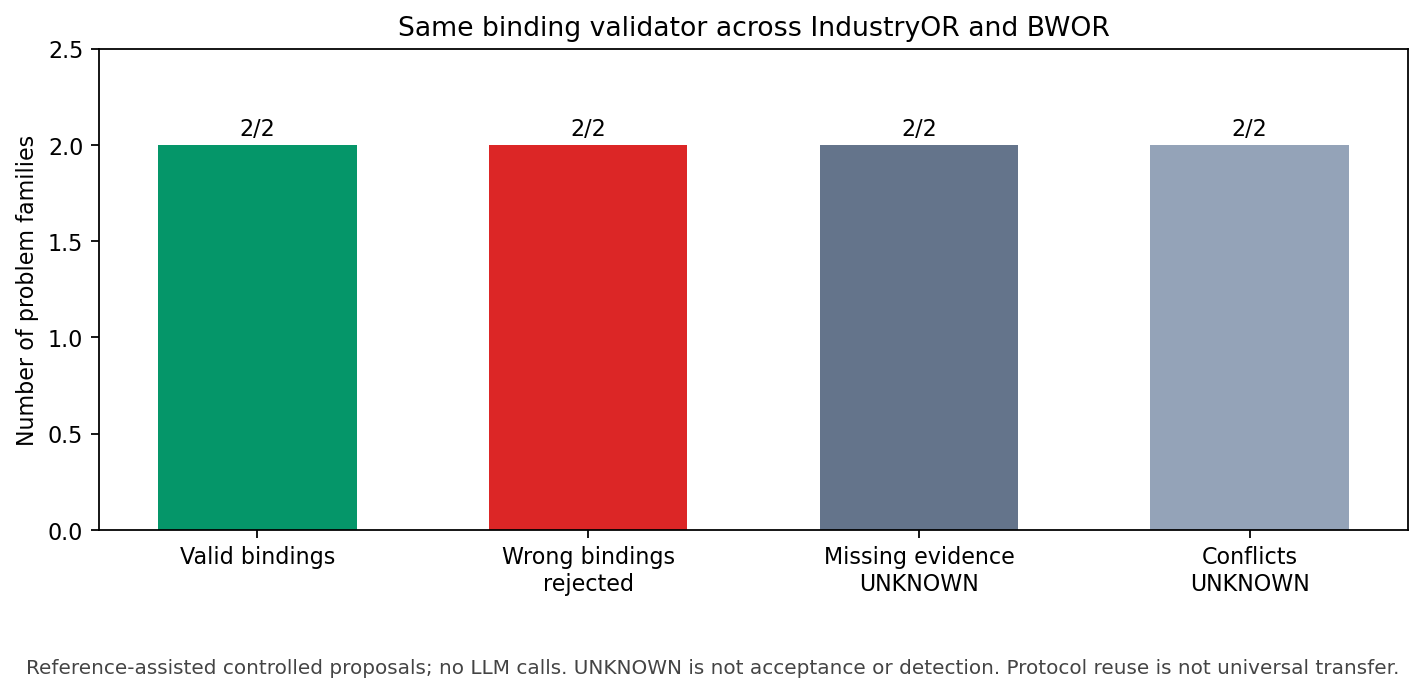 Same binding validator across IndustryOR and BWOR
Number of problem families
2.5
2.0
1.5
1.0
0.5
0.0
2/2
2/2
2/2
2/2
Valid bindings
Wrong bindings
rejected
Missing evidence
UNKNOWN
Conflicts
UNKNOWN
Reference-assisted controlled proposals; no LLM calls. UNKNOWN is not acceptance or detection. Protocol reuse is not universal transfer.